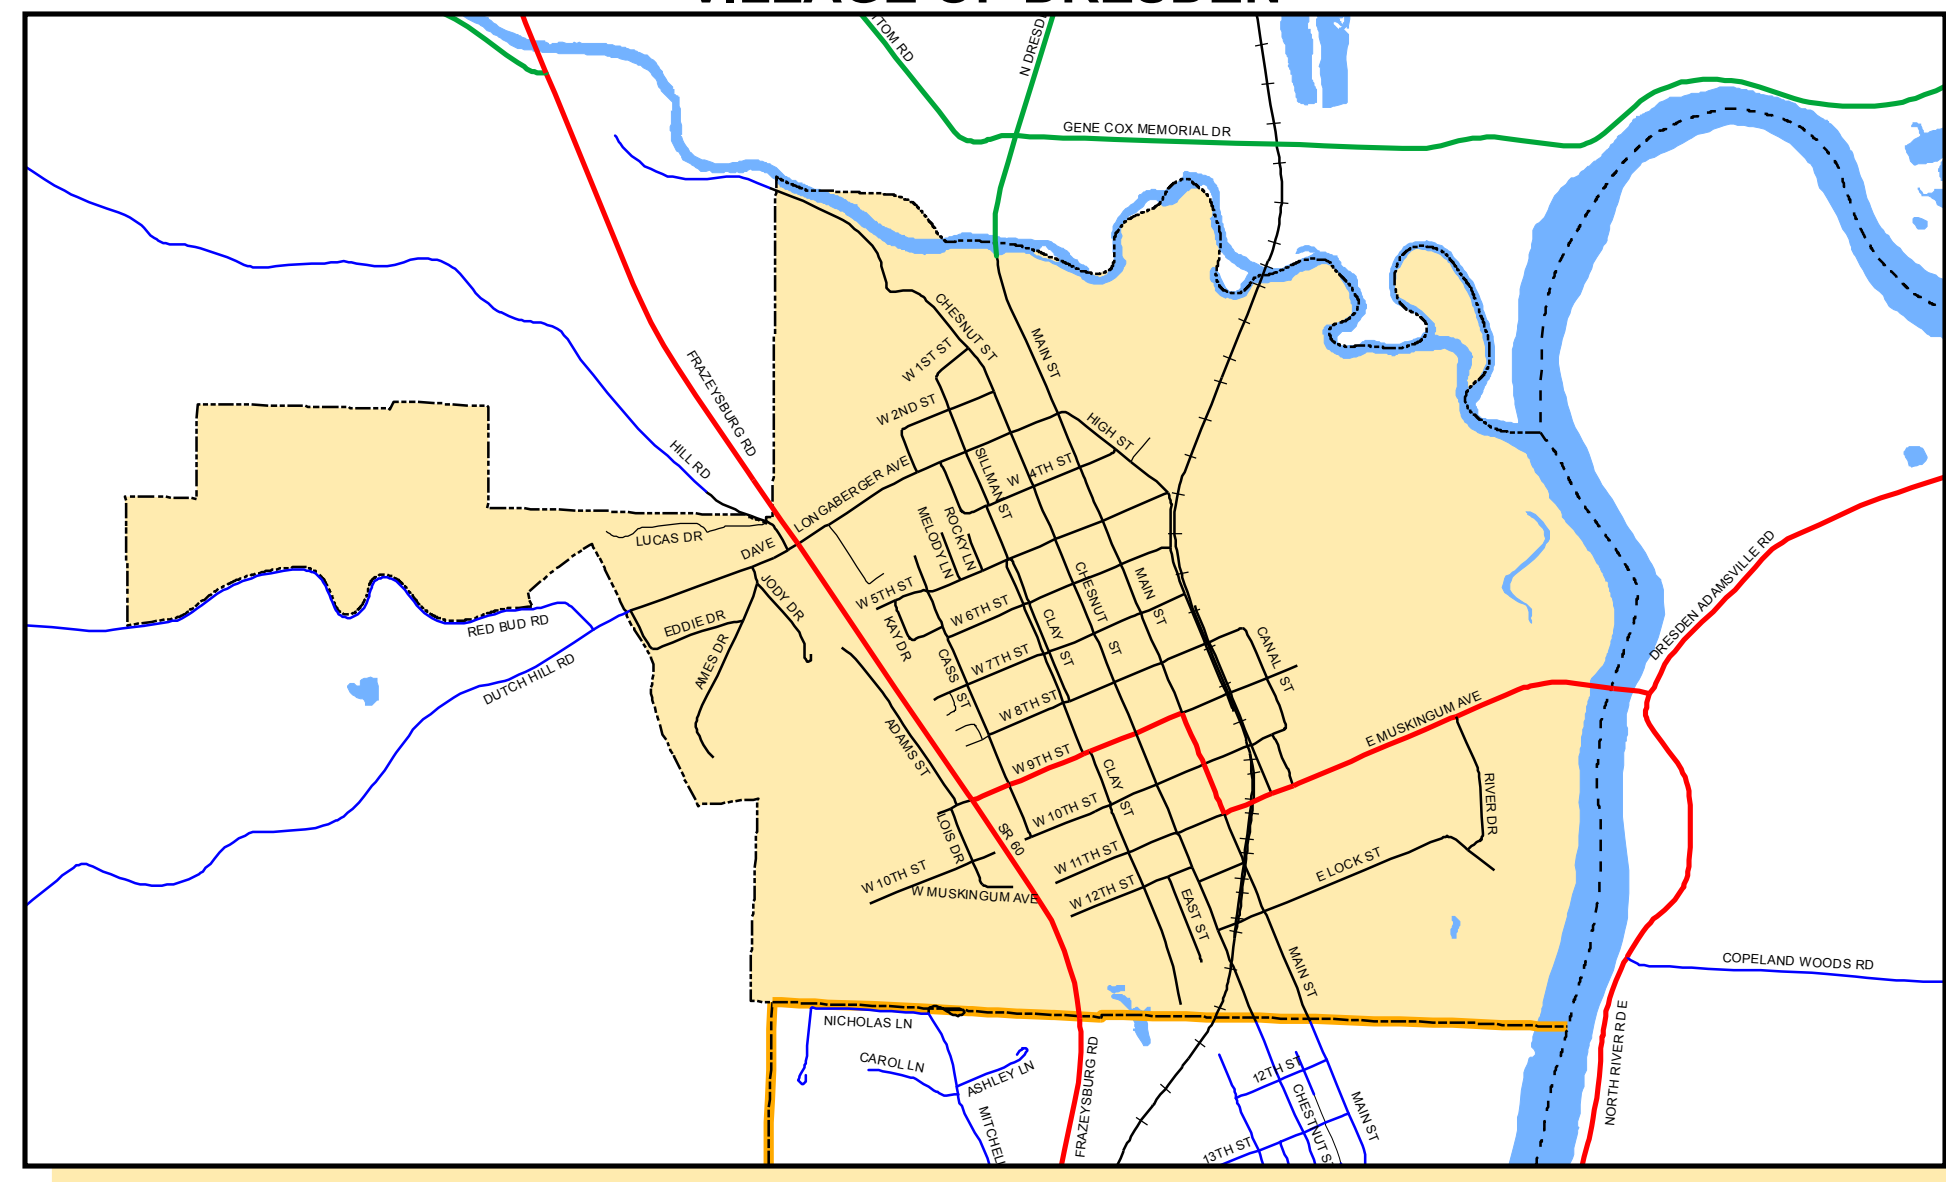 VILLAGE OF DRESDEN
TTOM RD
N DRESD
GENE COX MEMORIAL DR
CHESNUT ST
MAIN ST
W 1ST ST
FRAZEYSBURG RD
W 2ND ST
HIGH ST
HILL RD
LONGABERGER AVE
SILLMAN ST
W 4TH ST
MELODY LN
ROCKY LN
LUCAS DR
DAVE
DRESDEN ADAMSVILLE RD
JODY DR
W 5TH ST
CHESNUT ST
MAIN ST
RED BUD RD
EDDIE DR
W 6TH ST
KAY DR
CLAY ST
CANAL ST
DUTCH HILL RD
AMES DR
CASS ST
W 7TH ST
W 8TH ST
E MUSKINGUM AVE
ADAMS ST
W 9TH ST
CLAY ST
RIVER DR
W 10TH ST
LOIS DR
SR 60
W 10TH ST
W 11TH ST
E LOCK ST
W MUSKINGUM AVE
W 12TH ST
EAST ST
MAIN ST
COPELAND WOODS RD
NICHOLAS LN
CAROL LN
ASHLEY LN
FRAZEYSBURG RD
12TH ST
NORTH RIVER RD E
MITCHEL
CHESTNUT S
MAIN ST
13TH ST